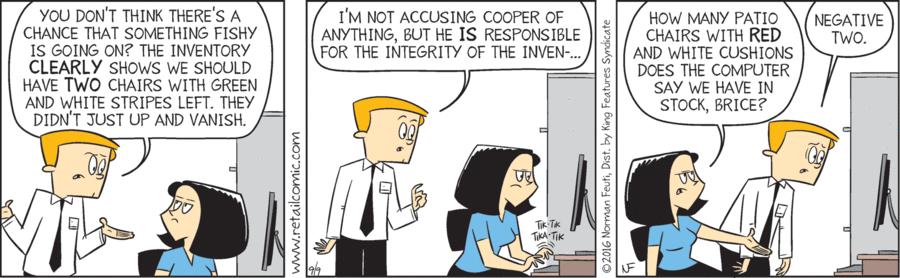 YOU DON'T THINK THERE'S A
CHANCE THAT SOMETHING FISHY
IS GOING ON? THE INVENTORY
CLEARLY SHOWS WE SHOULD
HAVE TWO CHAIRS WITH GREEN
AND WHITE STRIPES LEFT. THEY
DIDN'T JUST UP AND VANISH.
www.retailcomic.com
I'M NOT ACCUSING COOPER OF
ANYTHING, BUT HE IS RESPONSIBLE
FOR THE INTEGRITY OF THE INVEN-...
TIK-TIK
TIKA-TIK
9/9
©2016 Norman Feuti, Dist. by King Features Syndicate
HOW MANY PATIO
CHAIRS WITH RED
AND WHITE CUSHIONS
DOES THE COMPUTER
SAY WE HAVE IN
STOCK, BRICE?
NEGATIVE
TWO.
NF